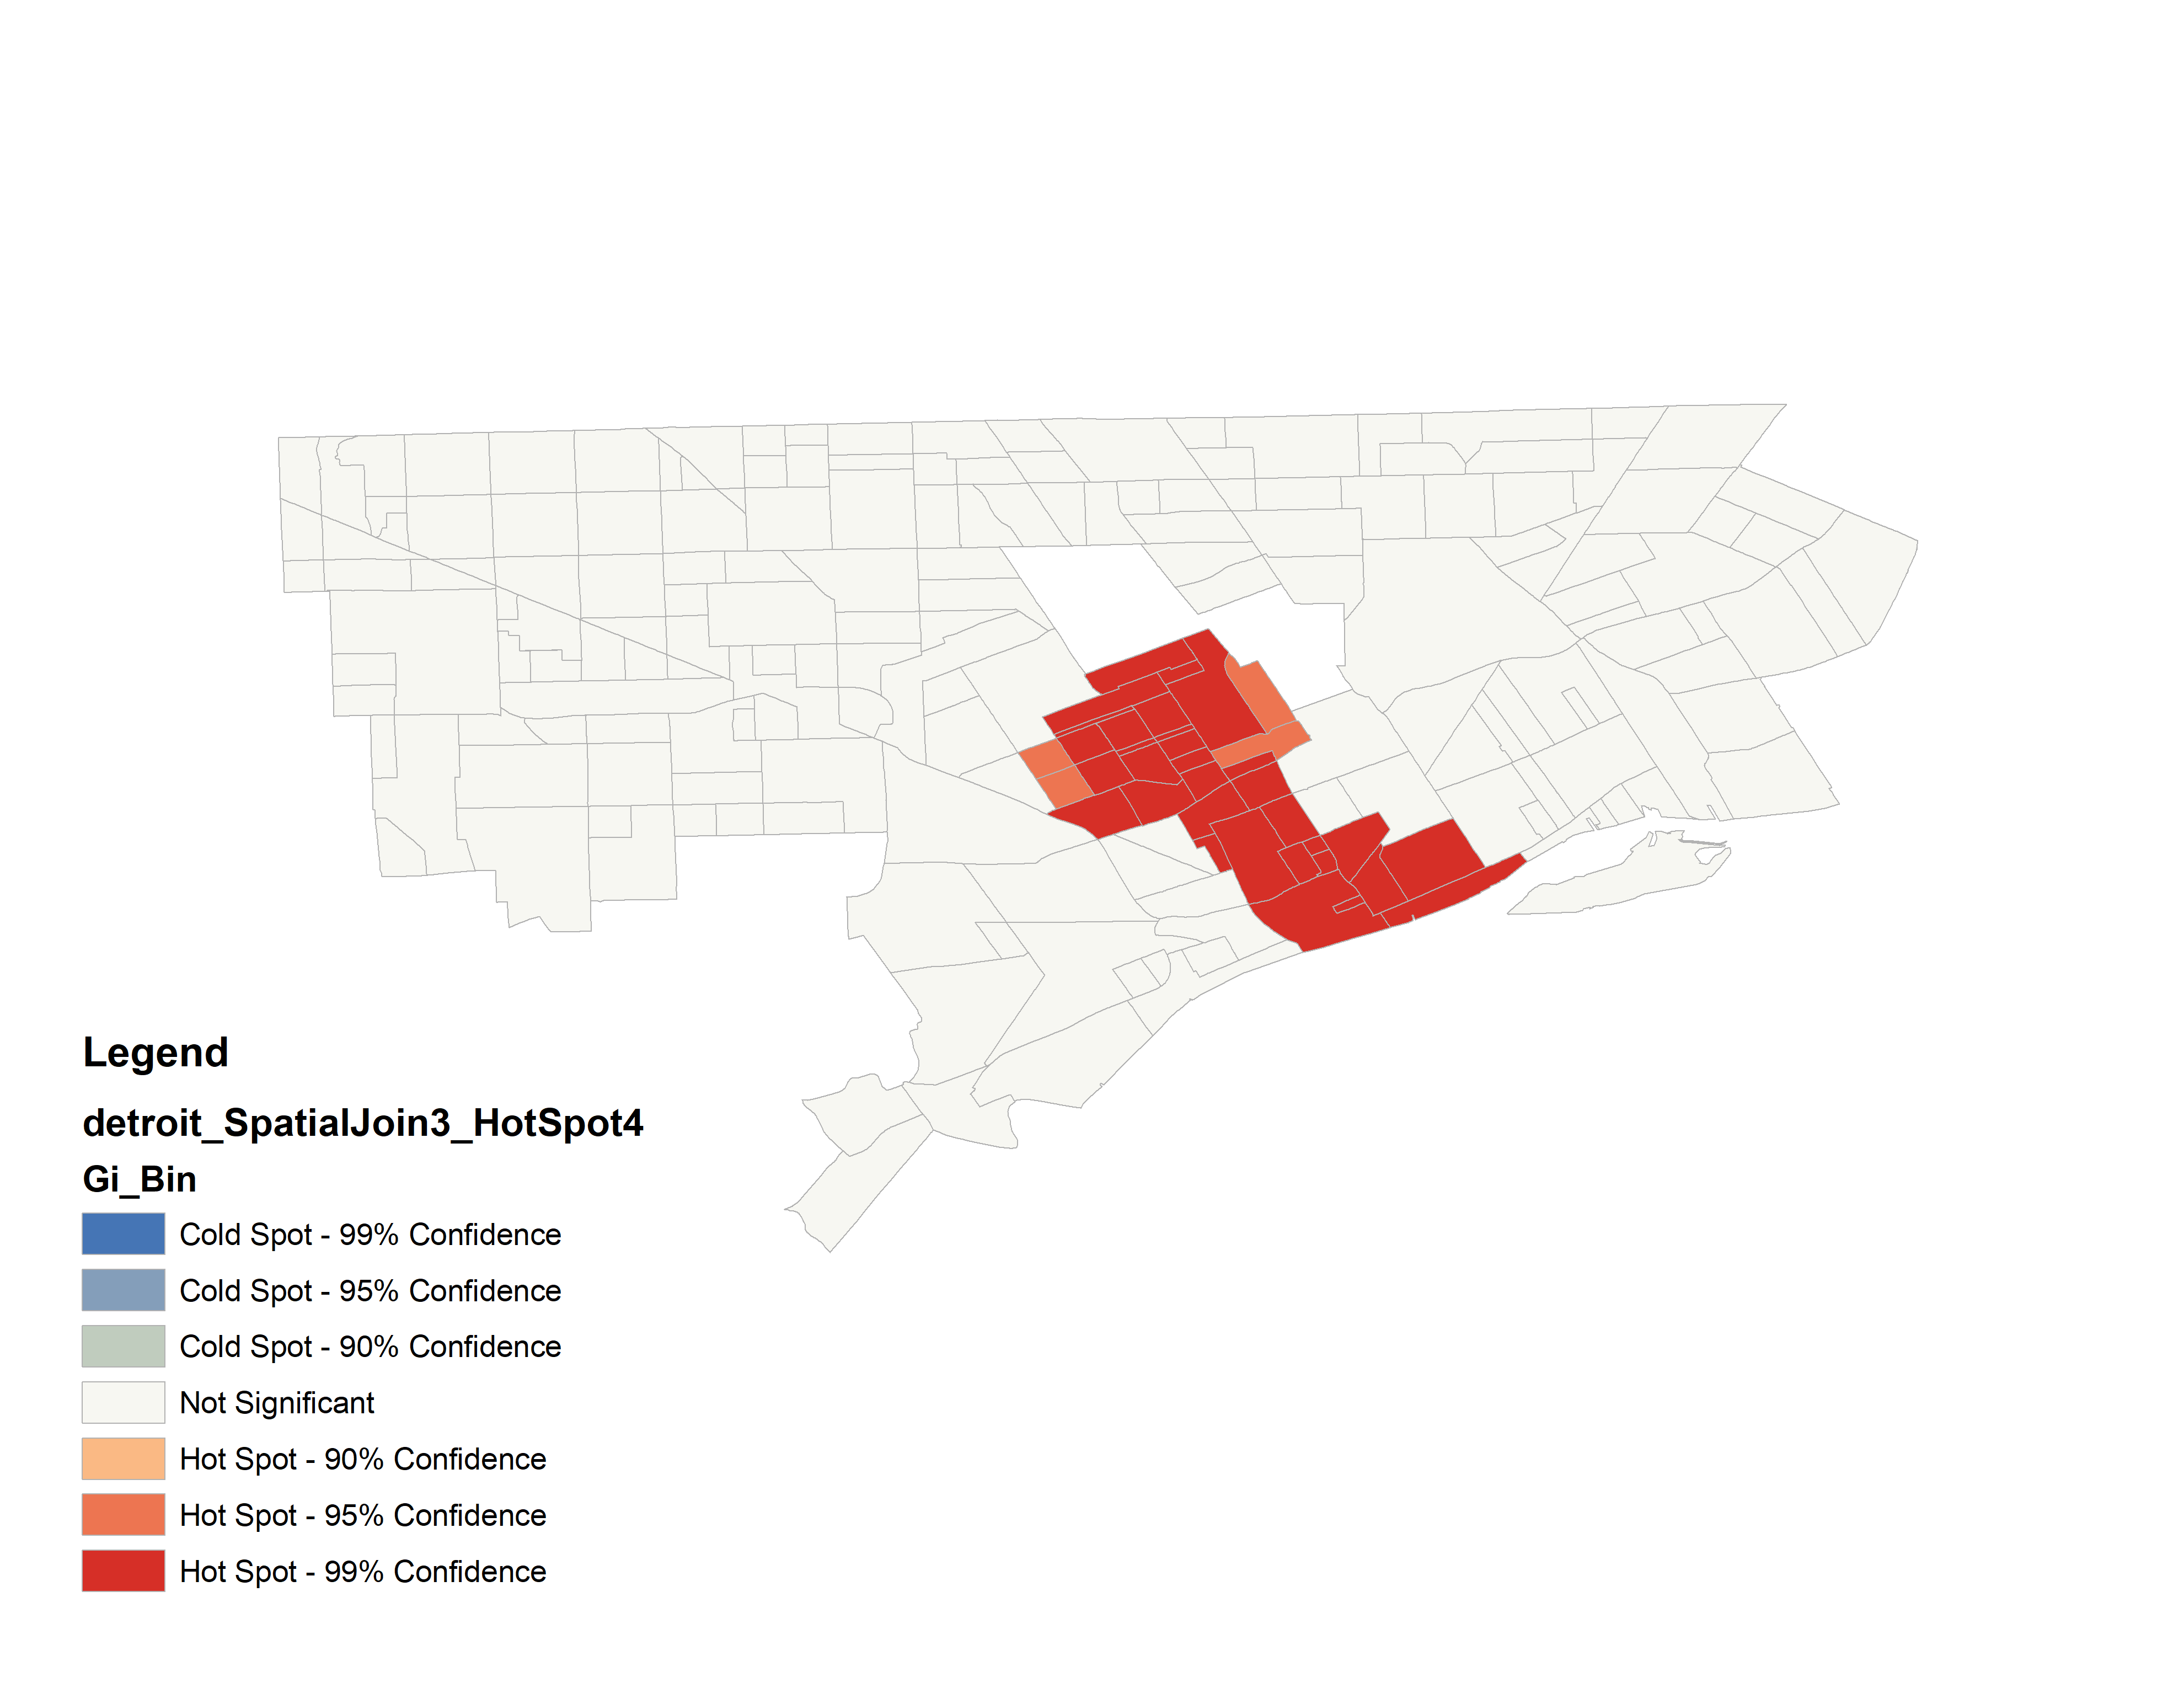 Legend
detroit_SpatialJoin3_HotSpot4
Gi_Bin
Cold Spot - 99% Confidence
Cold Spot - 95% Confidence
Cold Spot - 90% Confidence
Not Significant
Hot Spot - 90% Confidence
Hot Spot - 95% Confidence
Hot Spot - 99% Confidence